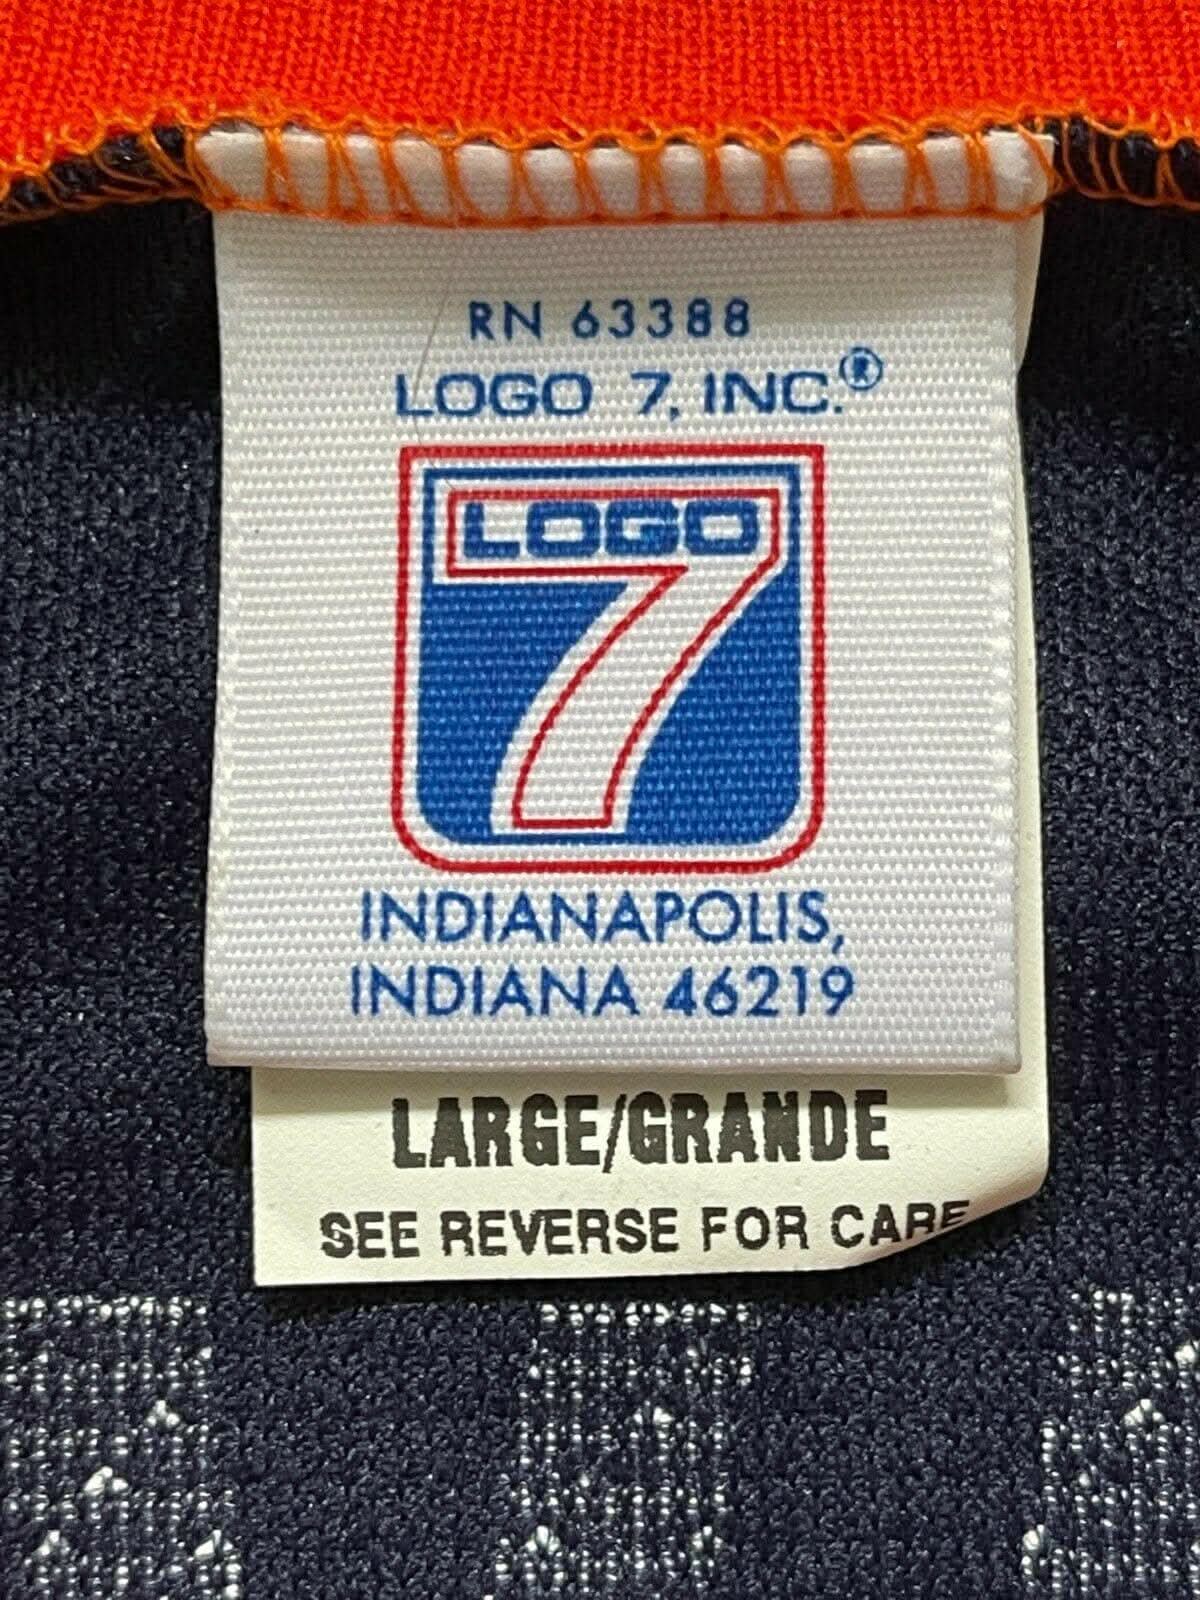 RN 63388
LOGO 7, INC.®
LOGO
7
INDIANAPOLIS,
INDIANA 46219
LARGE/GRANDE
SEE REVERSE FOR CARE